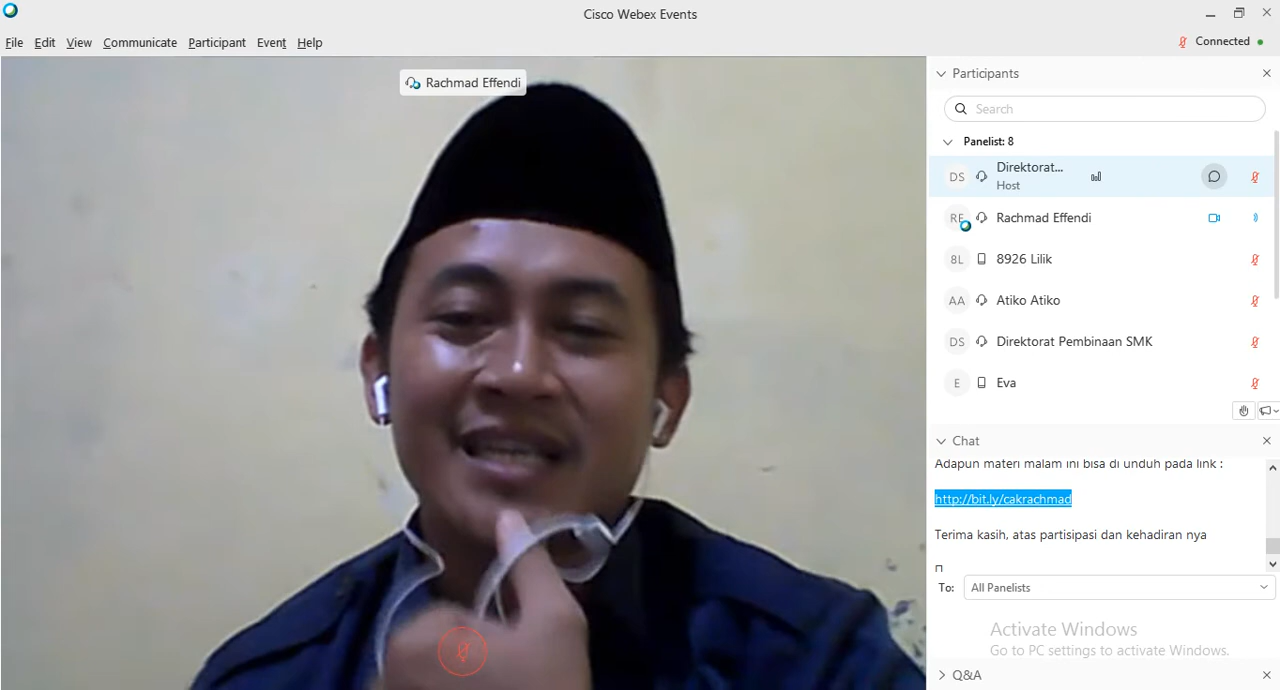 Cisco Webex Events
File Edit View Communicate Participant Event Help
Connected
Rachmad Effendi
Participants
Search
Panelist: 8
DS
Direktorat...
Host
RE
Rachmad Effendi
8L
8926 Lilik
AA
Atiko Atiko
DS
Direktorat Pembinaan SMK
E
Eva
Chat
Adapun materi malam ini bisa di unduh pada link :
http://bit.ly/cakrachmad
Terima kasih, atas partisipasi dan kehadiran nya
To: All Panelists
Activate Windows
Go to PC settings to activate Windows.
Q&A